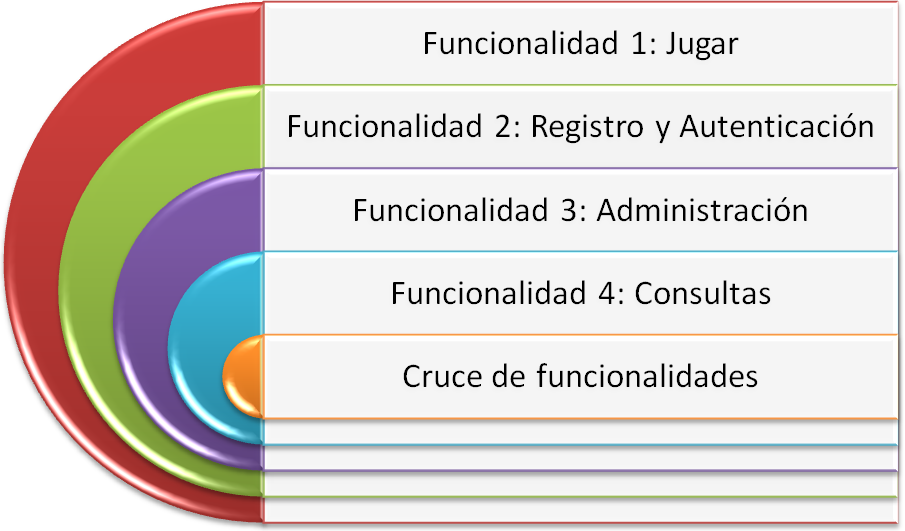 Funcionalidad 1: Jugar
Funcionalidad 2: Registro y Autenticación
Funcionalidad 3: Administración
Funcionalidad 4: Consultas
Cruce de funcionalidades